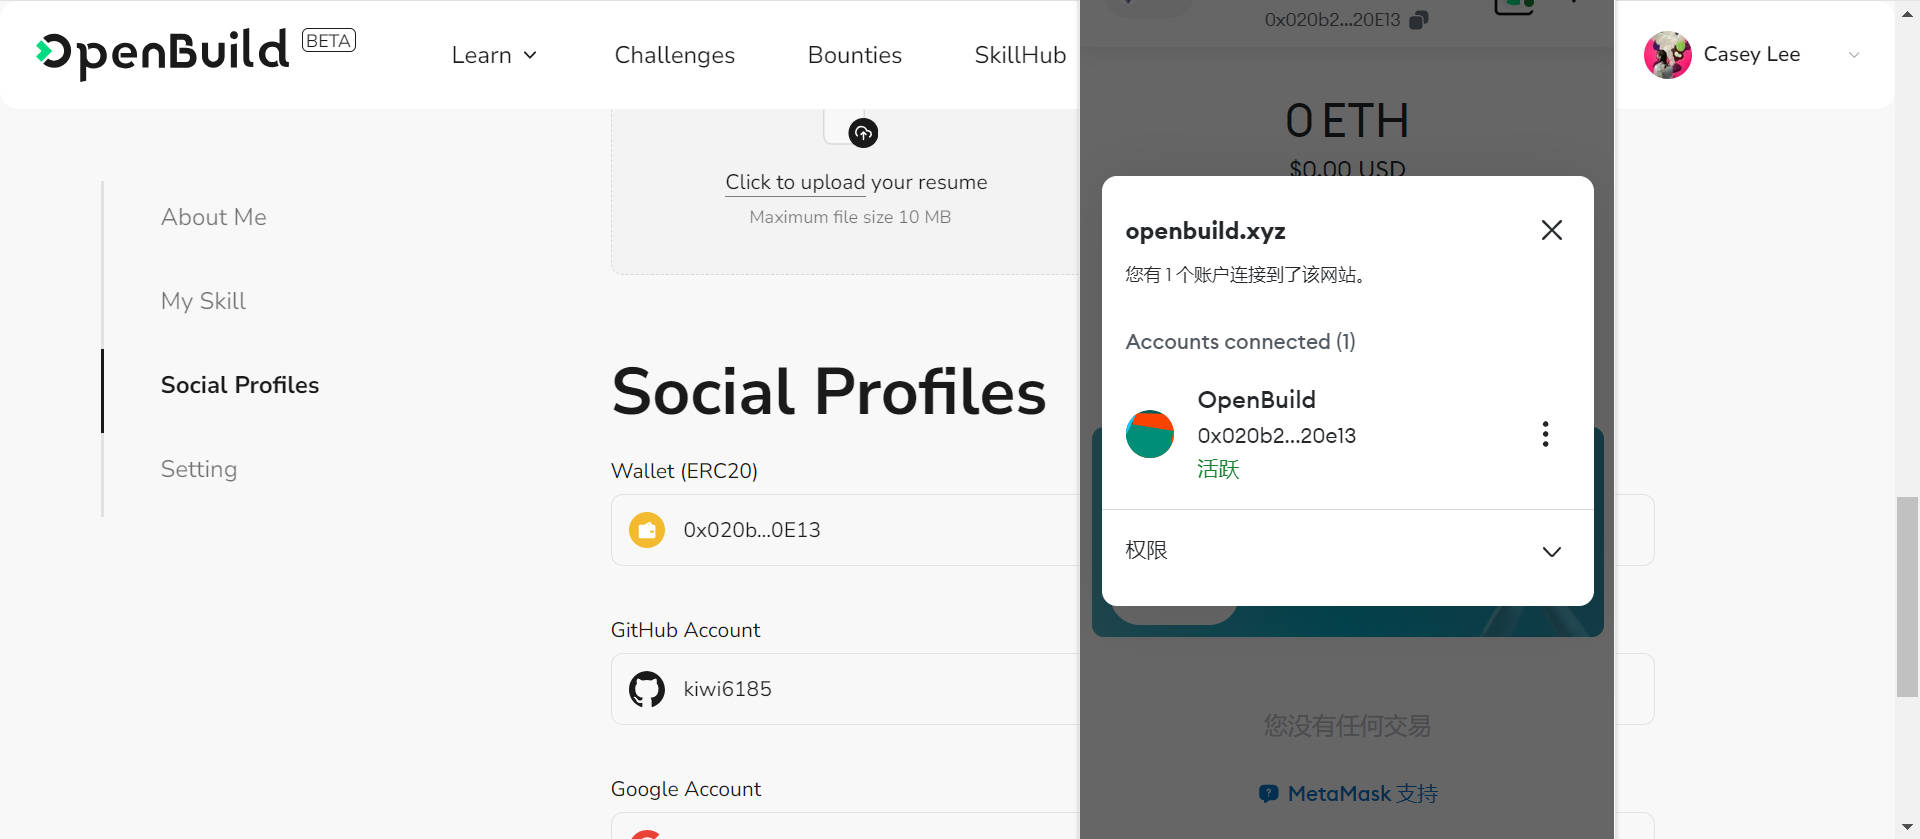 OpenBuild BETA
Learn
Challenges
Bounties
SkillHub
Casey Lee
About Me
My Skill
Social Profiles
Setting
Click to upload your resume
Maximum file size 10 MB
Social Profiles
Wallet (ERC20)
0x020b...0E13
GitHub Account
kiwi6185
Google Account
0x020b2...20E13
0 ETH
$0.00 USD
openbuild.xyz
您有 1 个账户连接到了该网站。
Accounts connected (1)
OpenBuild
0x020b2...20e13
活跃
权限
您没有任何交易
MetaMask 支持